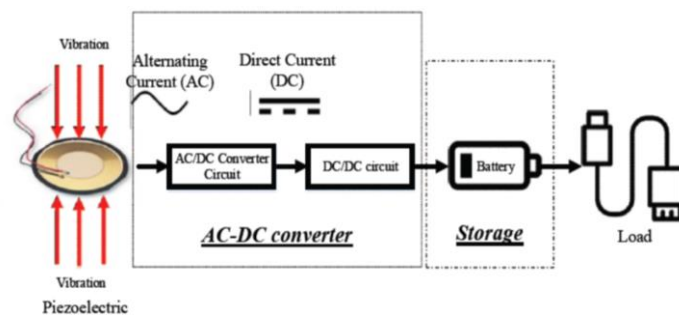 Vibration
Alternating
Current (AC)
Direct Current
(DC)
AC/DC Converter
Circuit
DC/DC circuit
Battery
AC-DC converter
Storage
Load
Vibration
Piezoelectric